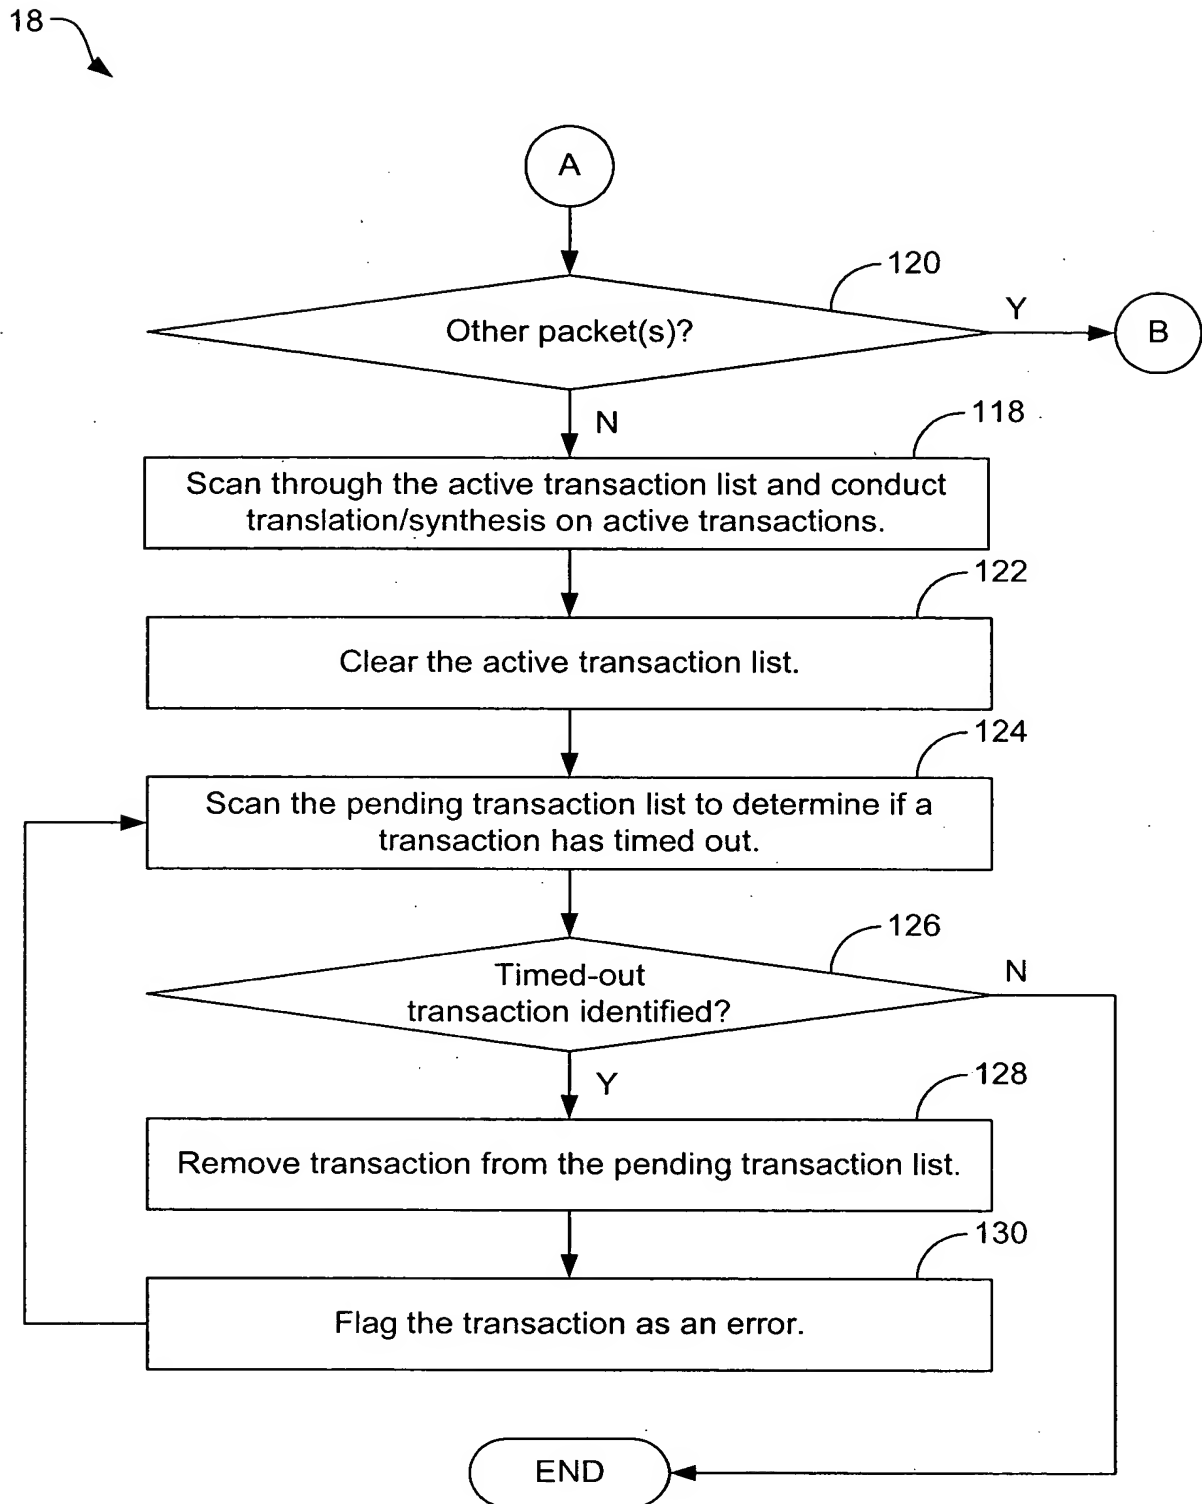 18
A
120
Other packet(s)?
Y
B
N
118
Scan through the active transaction list and conduct
translation/synthesis on active transactions.
122
Clear the active transaction list.
124
Scan the pending transaction list to determine if a
transaction has timed out.
126
Timed-out
transaction identified?
N
Y
128
Remove transaction from the pending transaction list.
130
Flag the transaction as an error.
END